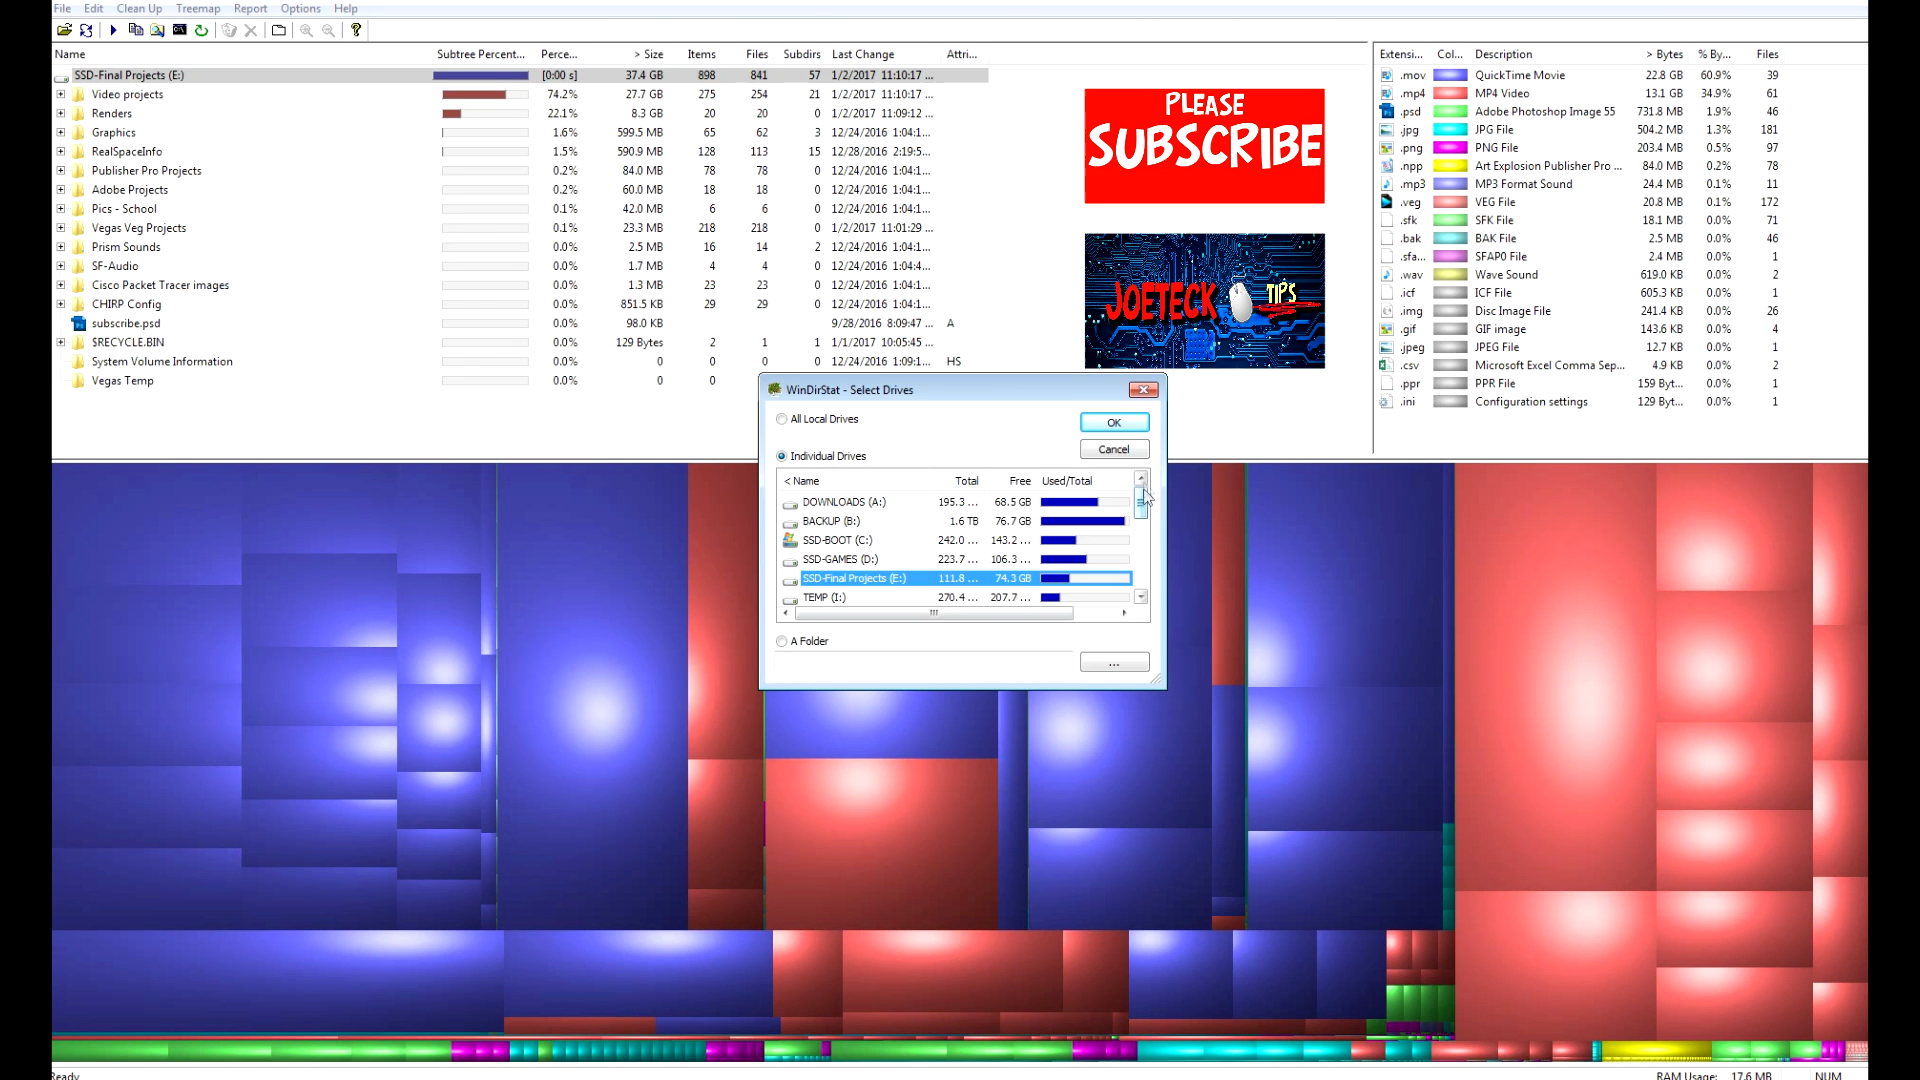 File Edit Clean Up Treemap Report Options Help
Name Subtree Percent... Perce... > Size Items Files Subdirs Last Change Attri...
SSD-Final Projects (E:) [0:00 s] 37.4 GB 898 841 57 1/2/2017 11:10:17 ...
Video projects 74.2% 27.7 GB 275 254 21 1/2/2017 11:10:17 ...
Renders 22.1% 8.3 GB 20 20 0 1/2/2017 11:09:12 ...
Graphics 1.6% 599.5 MB 65 62 3 12/24/2016 1:04:1...
RealSpaceInfo 1.5% 590.9 MB 128 113 15 12/28/2016 2:19:5...
Publisher Pro Projects 0.2% 84.0 MB 78 78 0 12/24/2016 1:04:1...
Adobe Projects 0.2% 60.0 MB 18 18 0 12/24/2016 1:04:1...
Pics - School 0.1% 42.0 MB 6 6 0 12/24/2016 1:04:1...
Vegas Veg Projects 0.1% 23.3 MB 218 218 0 1/2/2017 11:01:29 ...
Prism Sounds 0.0% 2.5 MB 16 14 2 12/24/2016 1:04:1...
SF-Audio 0.0% 1.7 MB 4 4 0 12/24/2016 1:04:4...
Cisco Packet Tracer images 0.0% 1.3 MB 23 23 0 12/24/2016 1:04:1...
CHIRP Config 0.0% 851.5 KB 29 29 0 12/24/2016 1:04:1...
subscribe.psd 0.0% 98.0 KB 9/28/2016 8:09:47 ... A
$RECYCLE.BIN 0.0% 129 Bytes 2 1 1 1/1/2017 10:05:45 ...
System Volume Information 0.0% 0 0 0 0 12/24/2016 1:09:1... HS
Vegas Temp 0.0% 0 0
PLEASE
SUBSCRIBE
JOETECK TIPS
Extensi... Col... Description > Bytes % By... Files
.mov QuickTime Movie 22.8 GB 60.9% 39
.mp4 MP4 Video 13.1 GB 34.9% 61
.psd Adobe Photoshop Image 55 731.8 MB 1.9% 46
.jpg JPG File 504.2 MB 1.3% 181
.png PNG File 203.4 MB 0.5% 97
.npp Art Explosion Publisher Pro ... 84.0 MB 0.2% 78
.mp3 MP3 Format Sound 24.4 MB 0.1% 11
.veg VEG File 20.8 MB 0.1% 172
.sfk SFK File 18.1 MB 0.0% 71
.bak BAK File 2.5 MB 0.0% 46
.sfa... SFAP0 File 2.4 MB 0.0% 1
.wav Wave Sound 619.0 KB 0.0% 2
.icf ICF File 605.3 KB 0.0% 1
.img Disc Image File 241.4 KB 0.0% 26
.gif GIF image 143.6 KB 0.0% 4
.jpeg JPEG File 12.7 KB 0.0% 1
.csv Microsoft Excel Comma Sep... 4.9 KB 0.0% 2
.ppr PPR File 159 Byt... 0.0% 1
.ini Configuration settings 129 Byt... 0.0% 1
WinDirStat - Select Drives
All Local Drives
OK
Cancel
Individual Drives
< Name Total Free Used/Total
DOWNLOADS (A:) 195.3 ... 68.5 GB
BACKUP (B:) 1.6 TB 76.7 GB
SSD-BOOT (C:) 242.0 ... 143.2 ...
SSD-GAMES (D:) 223.7 ... 106.3 ...
SSD-Final Projects (E:) 111.8 ... 74.3 GB
TEMP (I:) 270.4 ... 207.7 ...
A Folder
...
Ready RAM Usage: 17.6 MB NUM